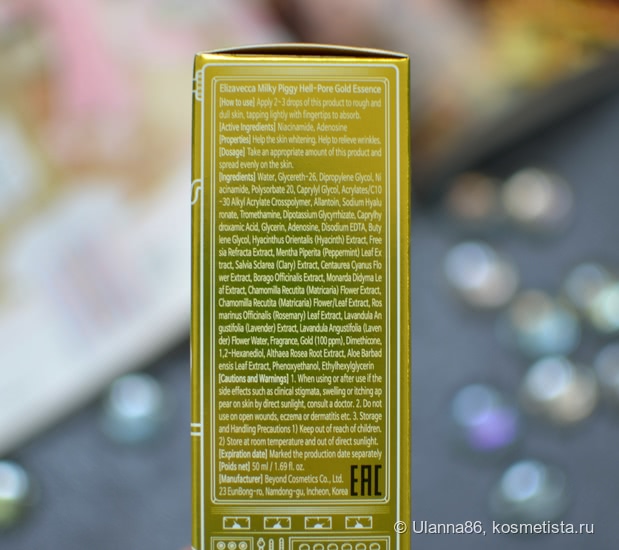 Elizavecca Milky Piggy Hell-Pore Gold Essence
[How to use] Apply 2~3 drops of this product to rough and
dull skin, tapping lightly with fingertips to absorb.
[Active Ingredients] Niacinamide, Adenosine
[Properties] Help the skin whitening. Help to relieve wrinkles.
[Dosage] Take an appropriate amount of this product and
spread evenly on the skin.
[Ingredients] Water, Glycereth-26, Dipropylene Glycol, Ni
acinamide, Polysorbate 20, Caprylyl Glycol, Acrylates/C10
-30 Alkyl Acrylate Crosspolymer, Allantoin, Sodium Hyalu
ronate, Tromethamine, Dipotassium Glycyrrhizate, Caprylhy
droxamic Acid, Glycerin, Adenosine, Disodium EDTA, Buty
lene Glycol, Hyacinthus Orientalis (Hyacinth) Extract, Free
sia Refracta Extract, Mentha Piperita (Peppermint) Leaf Ex
tract, Salvia Sclarea (Clary) Extract, Centaurea Cyanus Flo
wer Extract, Borago Officinalis Extract, Monarda Didyma Le
af Extract, Chamomilla Recutita (Matricaria) Flower Extract,
Chamomilla Recutita (Matricaria) Flower/Leaf Extract, Ros
marinus Officinalis (Rosemary) Leaf Extract, Lavandula An
gustifolia (Lavender) Extract, Lavandula Angustifolia (Laven
der) Flower Water, Fragrance, Gold (100 ppm), Dimethicone,
1,2-Hexanediol, Althaea Rosea Root Extract, Aloe Barbad
ensis Leaf Extract, Phenoxyethanol, Ethylhexylglycerin
[Cautions and Warnings] 1. When using or after use if the
side effects such as clinical stigmata, swelling or itching ap
pear on skin by direct sunlight, consult a doctor. 2. Do not
use on open wounds, eczema or dermatitis etc. 3. Storage
and Handling Precautions 1) Keep out of reach of children.
2) Store at room temperature and out of direct sunlight.
[Expiration date] Marked the production date separately
[Poids net] 50 ml / 1.69 fl. oz.
[Manufacturer] Beyond Cosmetics Co., Ltd.
23 EunBong-ro, Namdong-gu, Incheon, Korea
EAC
© Ulanna86, kosmetista.ru